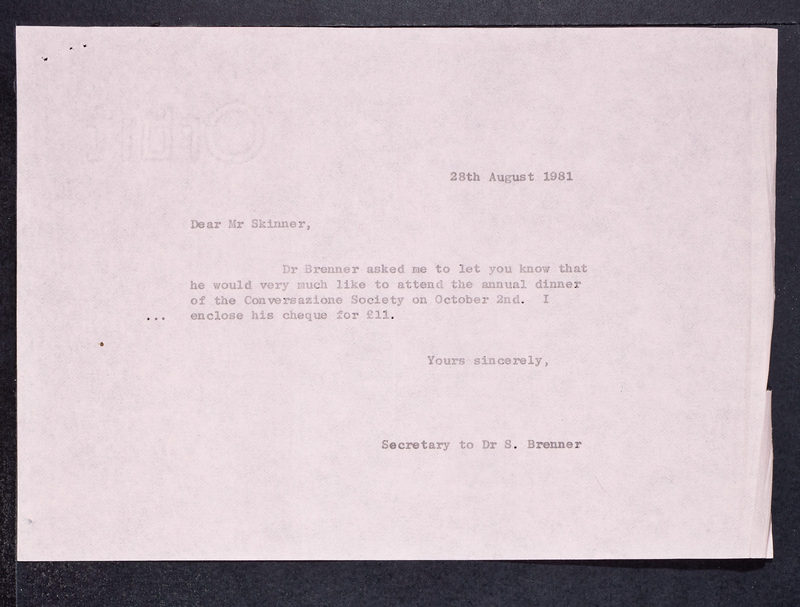 28th August 1981
Dear Mr Skinner,
Dr Brenner asked me to let you know that
he would very much like to attend the annual dinner
of the Conversazione Society on October 2nd. I
... enclose his cheque for £11.
Yours sincerely,
Secretary to Dr S. Brenner